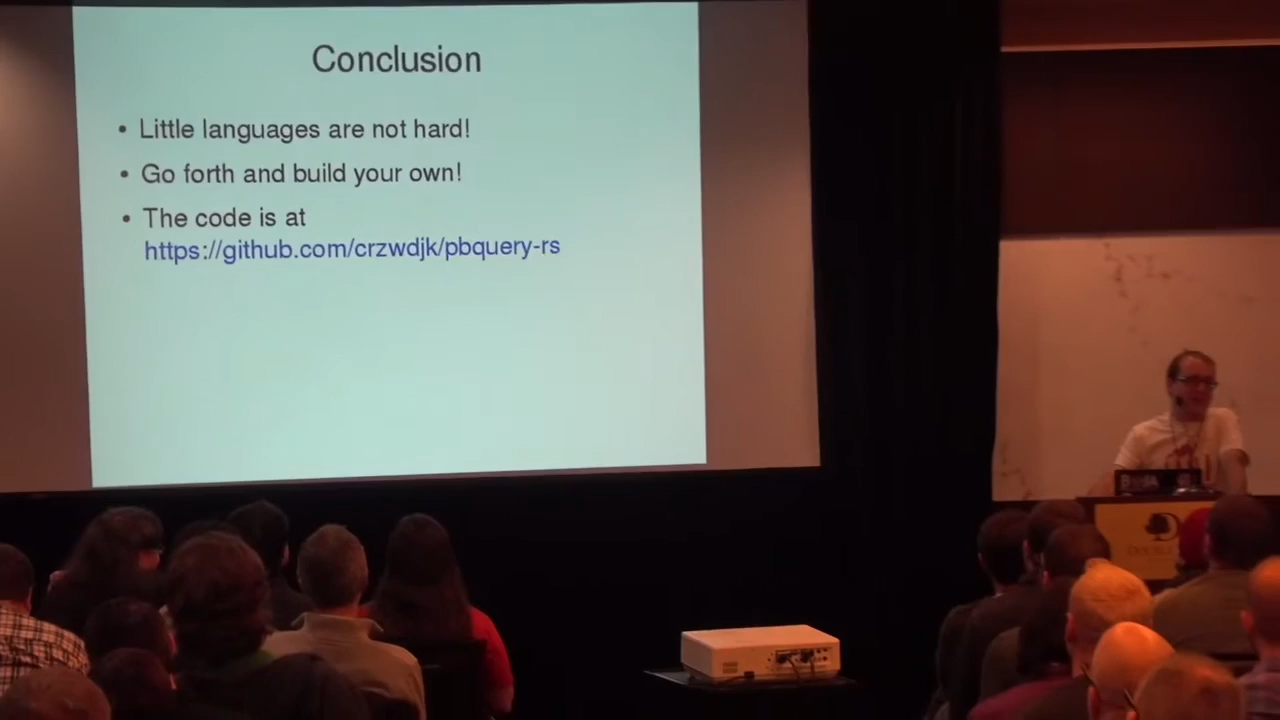 Conclusion
• Little languages are not hard!
• Go forth and build your own!
• The code is at
https://github.com/crzwdjk/pbquery-rs